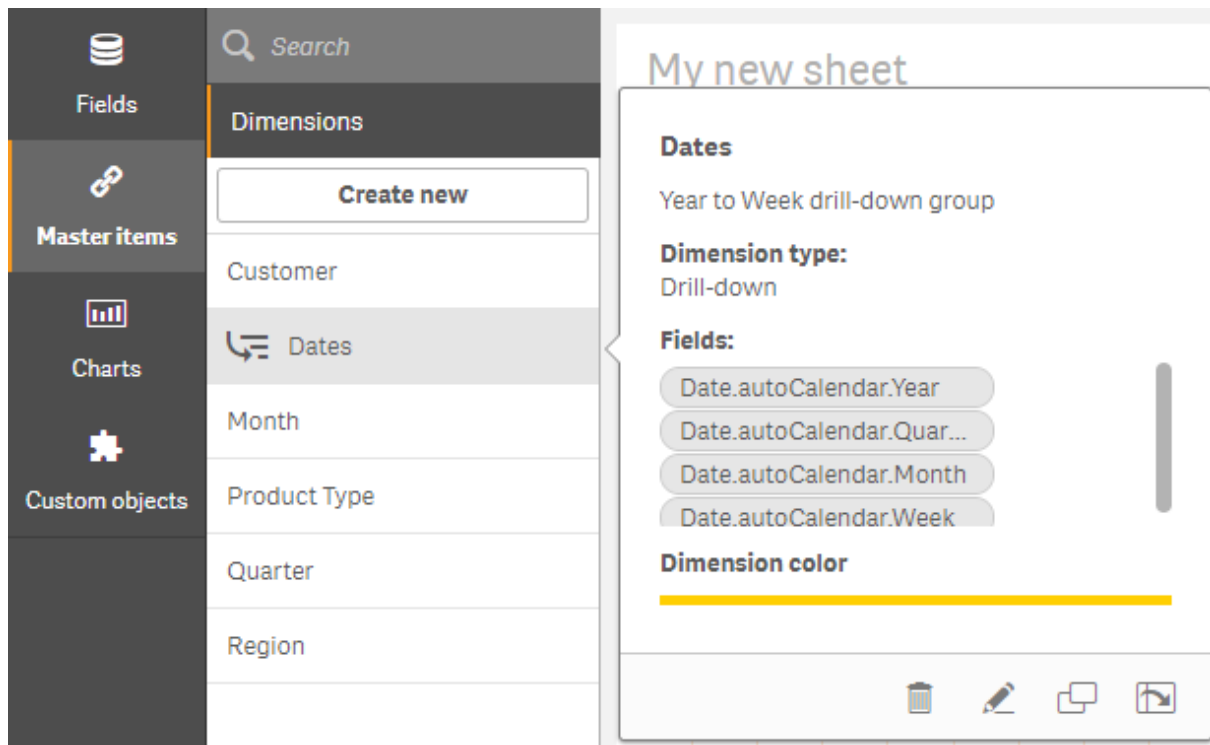 Fields
Master items
Charts
Custom objects
Search
Dimensions
Create new
Customer
Dates
Month
Product Type
Quarter
Region
My new sheet
Dates
Year to Week drill-down group
Dimension type:
Drill-down
Fields:
Date.autoCalendar.Year
Date.autoCalendar.Quar...
Date.autoCalendar.Month
Date.autoCalendar.Week
Dimension color